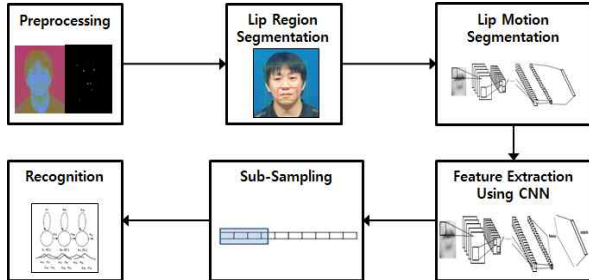 Preprocessing
Lip Region
Segmentation
Lip Motion
Segmentation
Feature Extraction
Using CNN
Sub-Sampling
Recognition